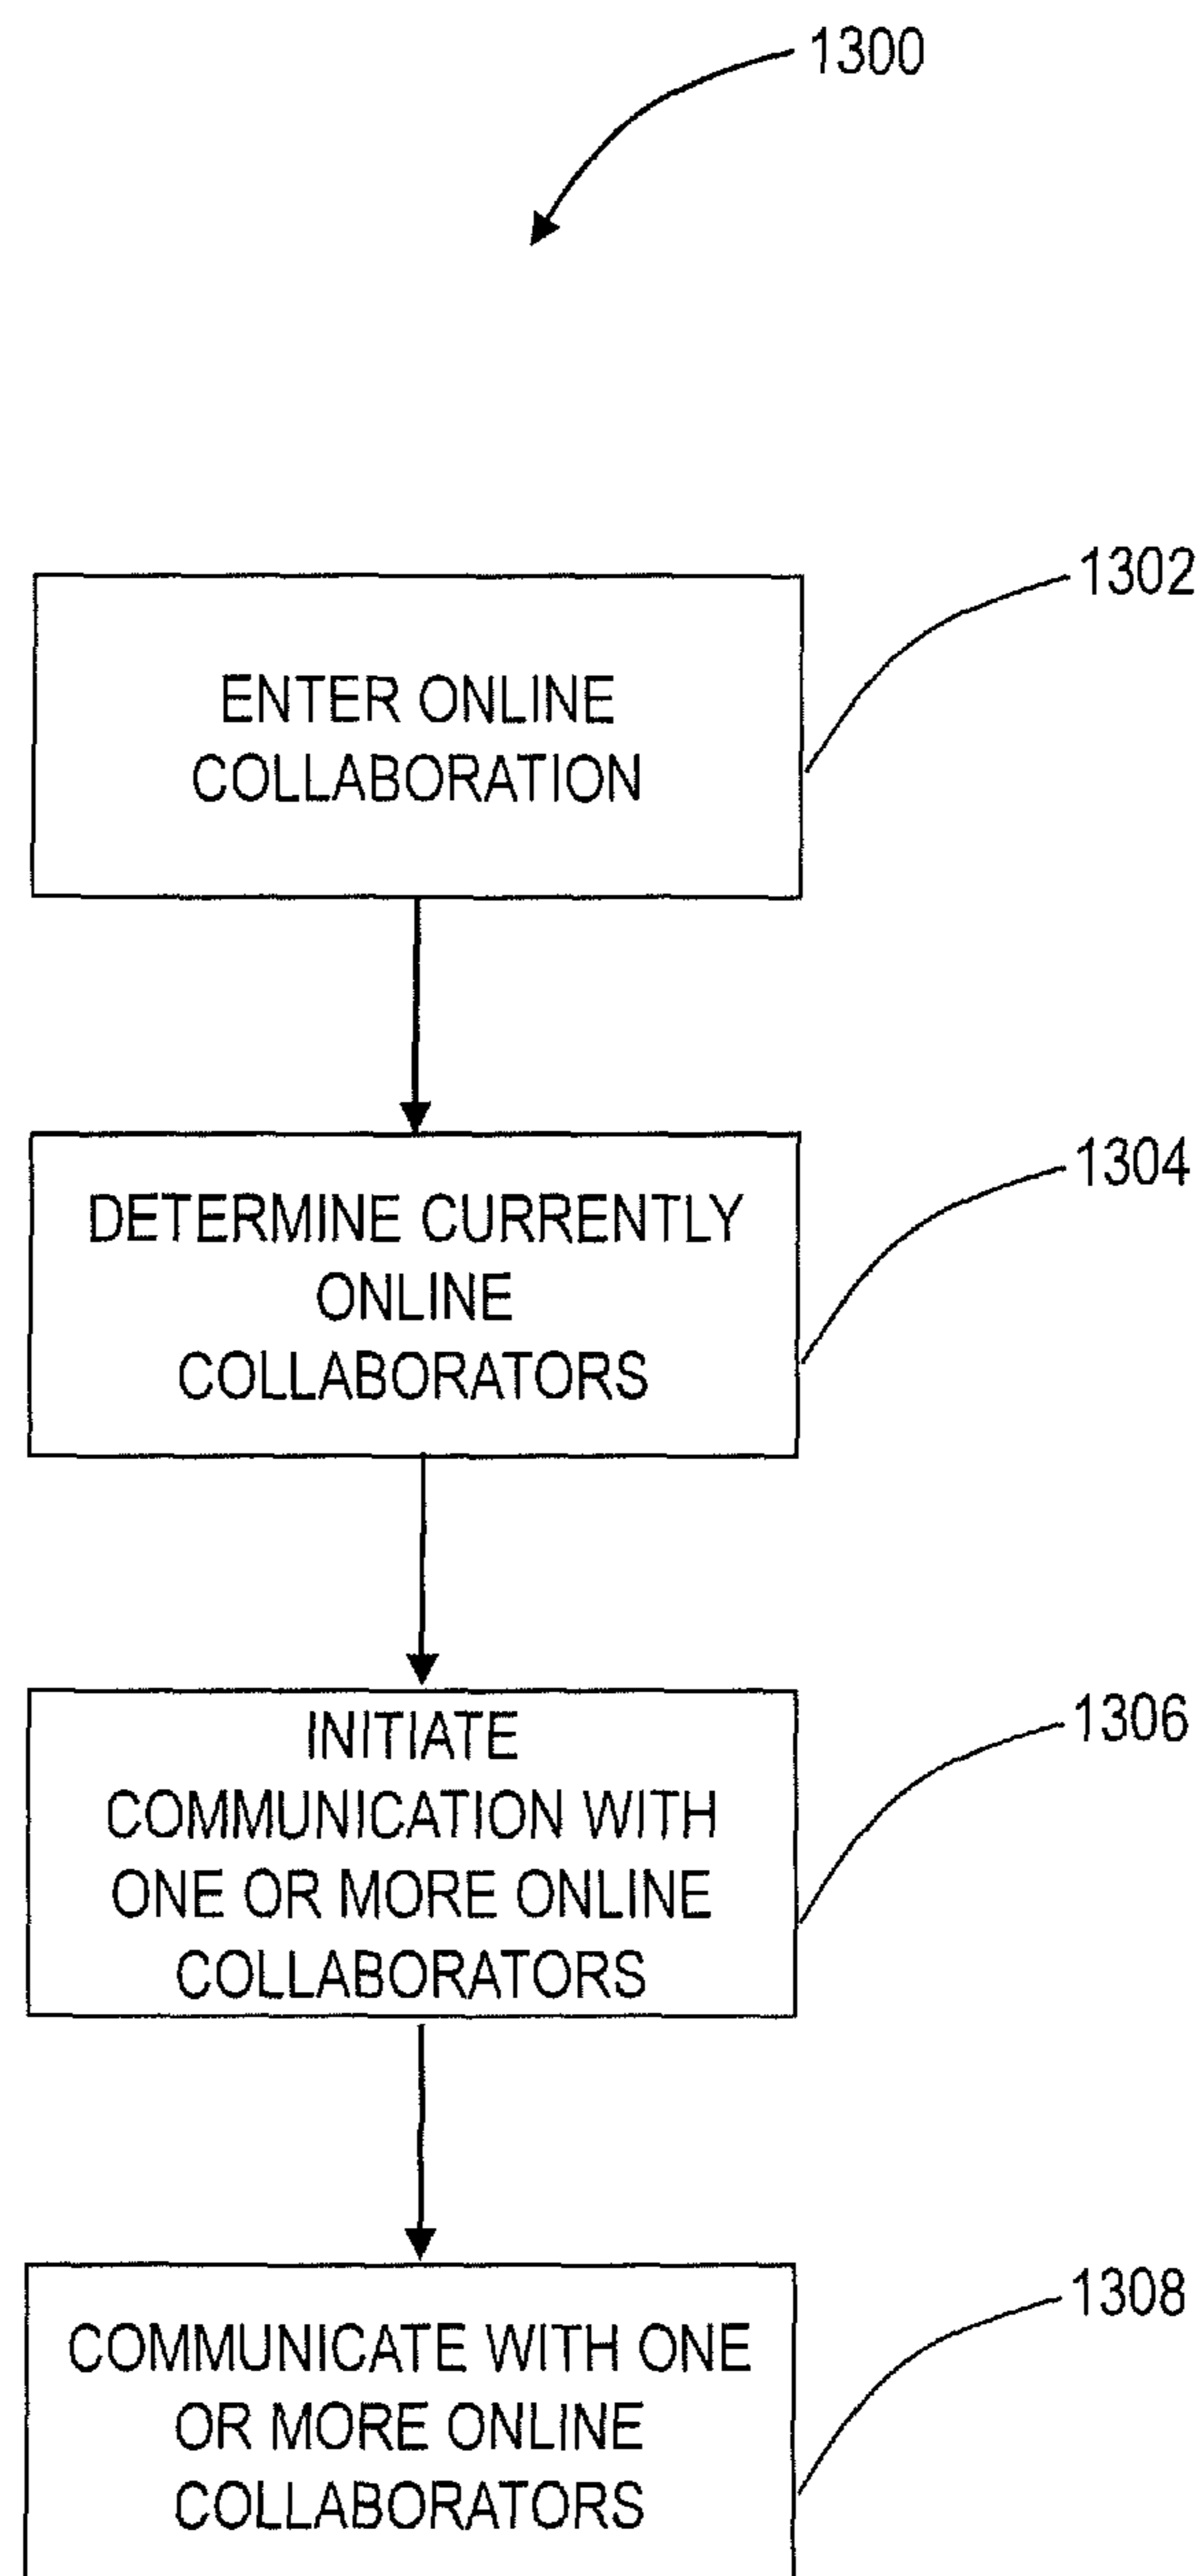 1300
1302
ENTER ONLINE
COLLABORATION
1304
DETERMINE CURRENTLY
ONLINE
COLLABORATORS
1306
INITIATE
COMMUNICATION WITH
ONE OR MORE ONLINE
COLLABORATORS
1308
COMMUNICATE WITH ONE
OR MORE ONLINE
COLLABORATORS